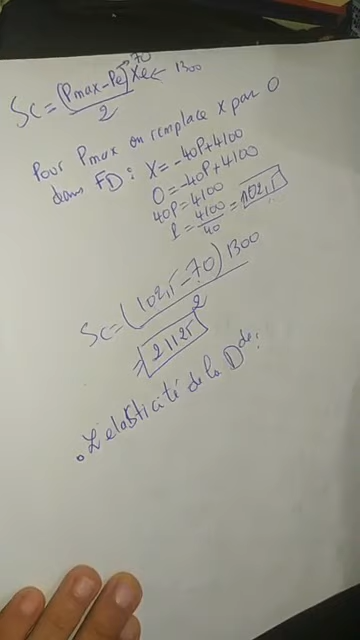 Sc = (Pmax - Pe) Xe ← 1300
→ 70
2
Pour Pmax on remplace X par 0
dans FD : X = -40P + 4100
0 = -40P + 4100
40P = 4100
P = 4100/40 = 102,5
Sc = (102,5 - 70) 1300
2
= 21125
• L'elasticité de la Dde :